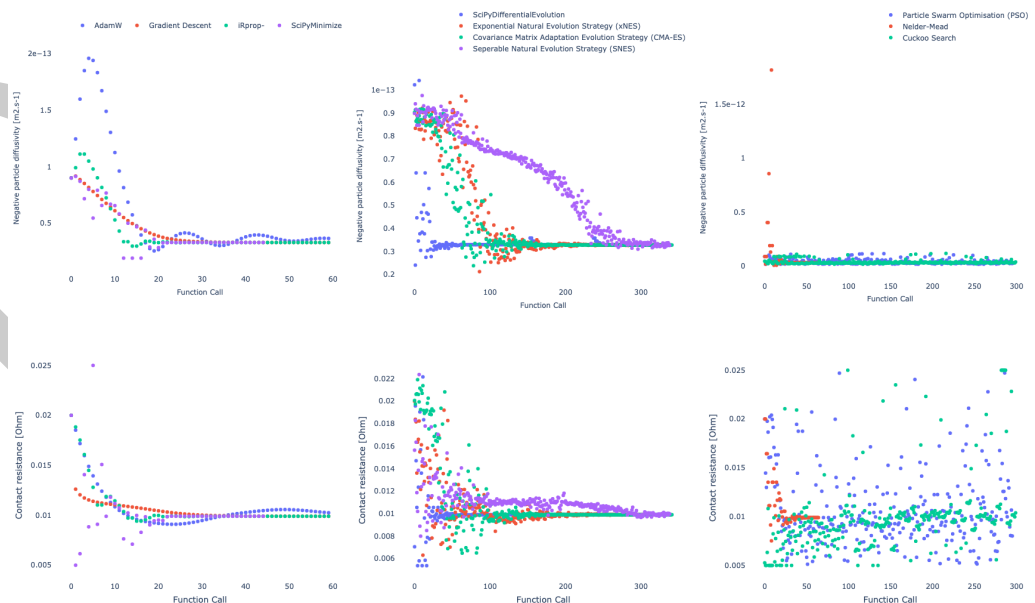 AdamW Gradient Descent iRprop- SciPyMinimize
2e−13
1.5
1
0.5
Negative particle diffusivity [m2.s-1]
0 10 20 30 40 50 60
Function Call
SciPyDifferentialEvolution
Exponential Natural Evolution Strategy (xNES)
Covariance Matrix Adaptation Evolution Strategy (CMA-ES)
Seperable Natural Evolution Strategy (SNES)
1e−13
0.9
0.8
0.7
0.6
0.5
0.4
0.3
0.2
Negative particle diffusivity [m2.s-1]
0 100 200 300
Function Call
Particle Swarm Optimisation (PSO)
Nelder-Mead
Cuckoo Search
1.5e−12
1
0.5
0
Negative particle diffusivity [m2.s-1]
0 50 100 150 200 250 300
Function Call
0.025
0.02
0.015
0.01
0.005
Contact resistance [Ohm]
0 10 20 30 40 50 60
Function Call
0.022
0.02
0.018
0.016
0.014
0.012
0.01
0.008
0.006
Contact resistance [Ohm]
0 100 200 300
Function Call
0.025
0.02
0.015
0.01
0.005
Contact resistance [Ohm]
0 50 100 150 200 250 300
Function Call